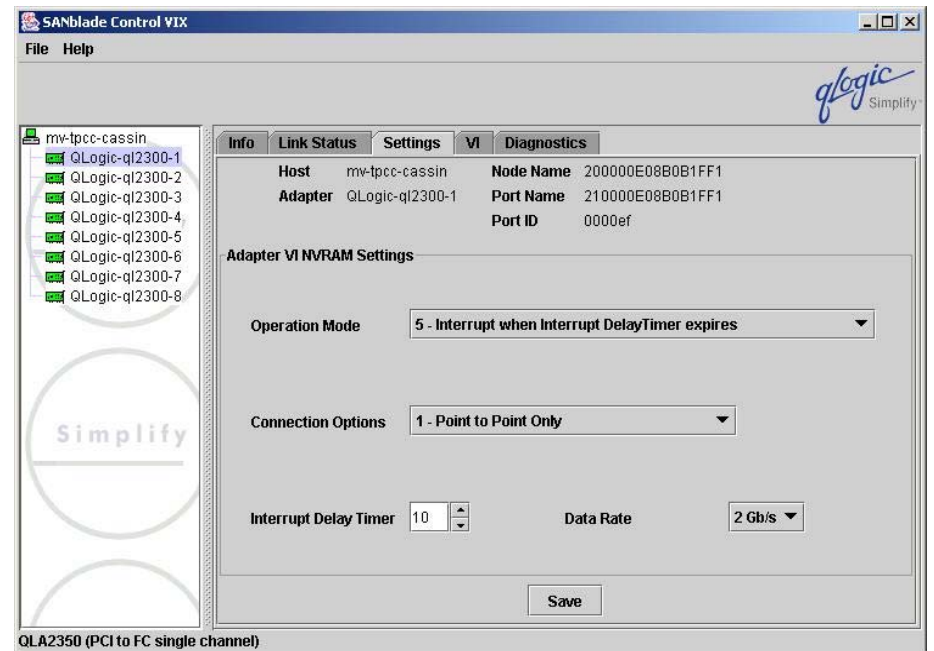 SANblade Control VIX
File Help
qlogic
Simplify
mv-tpcc-cassin
QLogic-ql2300-1
QLogic-ql2300-2
QLogic-ql2300-3
QLogic-ql2300-4
QLogic-ql2300-5
QLogic-ql2300-6
QLogic-ql2300-7
QLogic-ql2300-8
Simplify
Info Link Status Settings VI Diagnostics
Host mv-tpcc-cassin Node Name 200000E08B0B1FF1
Adapter QLogic-ql2300-1 Port Name 210000E08B0B1FF1
Port ID 0000ef
Adapter VI NVRAM Settings
Operation Mode 5 - Interrupt when Interrupt DelayTimer expires
Connection Options 1 - Point to Point Only
Interrupt Delay Timer 10 Data Rate 2 Gb/s
Save
QLA2350 (PCI to FC single channel)